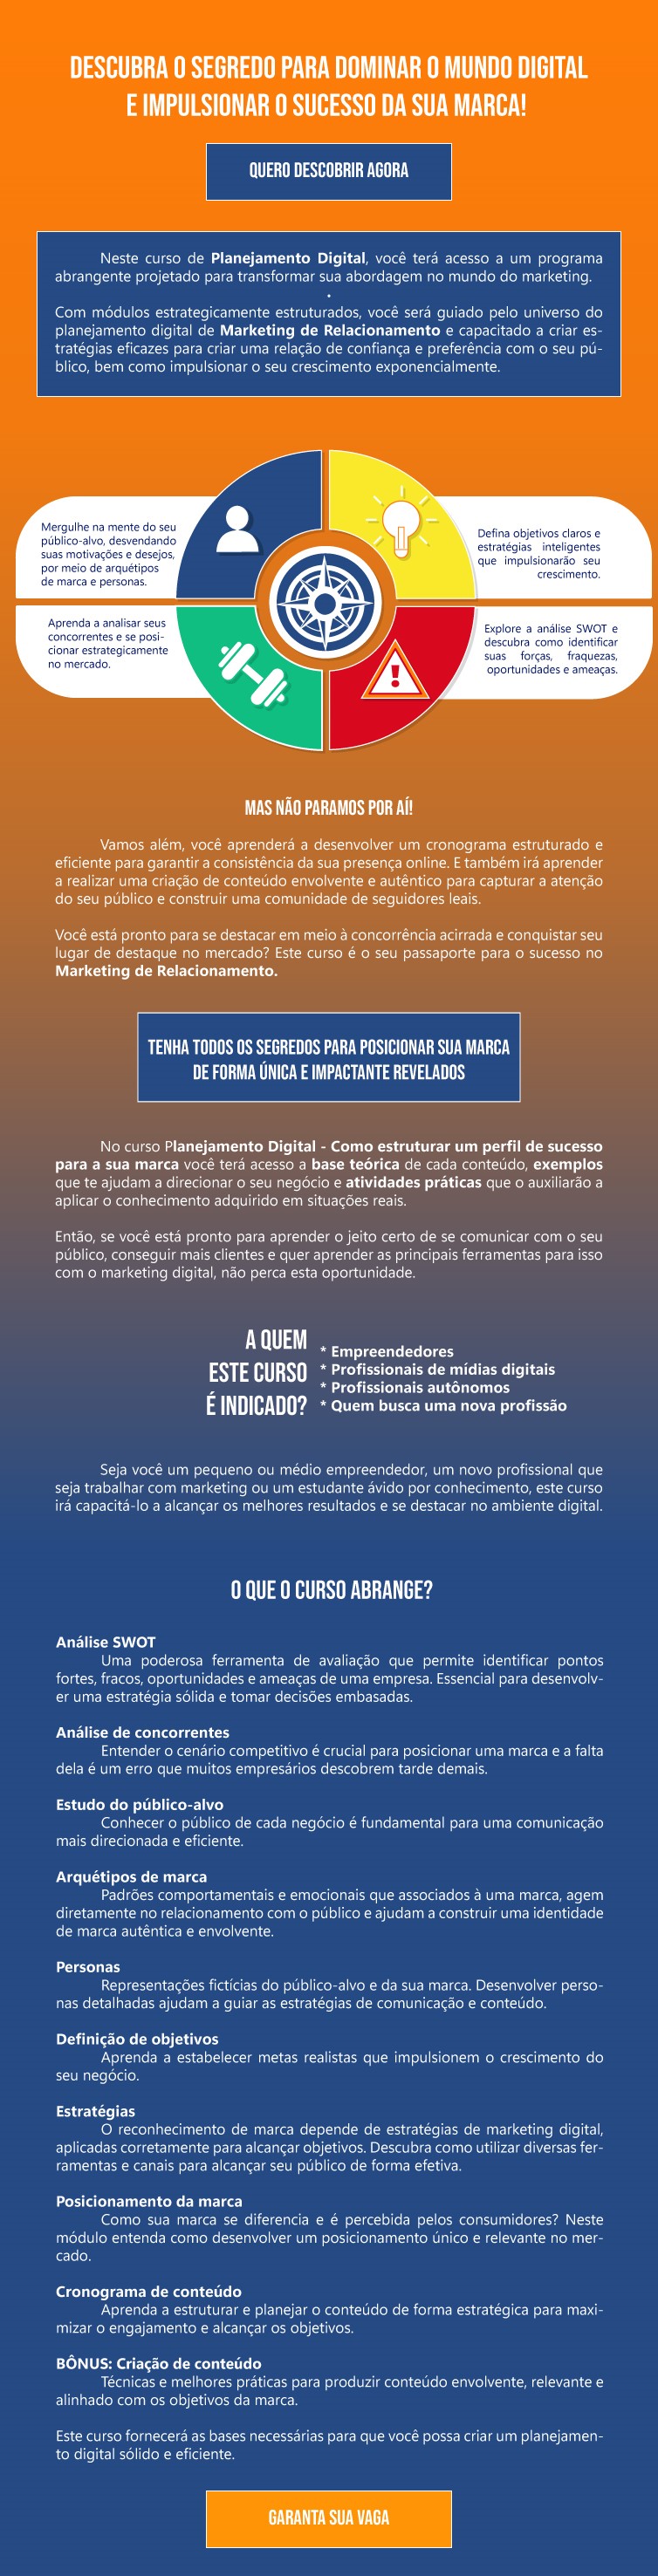 DESCUBRA O SEGREDO PARA DOMINAR O MUNDO DIGITAL
E IMPULSIONAR O SUCESSO DA SUA MARCA!
QUERO DESCOBRIR AGORA
Neste curso de Planejamento Digital, você terá acesso a um programa
abrangente projetado para transformar sua abordagem no mundo do marketing.
.
Com módulos estrategicamente estruturados, você será guiado pelo universo do
planejamento digital de Marketing de Relacionamento e capacitado a criar es-
tratégias eficazes para criar uma relação de confiança e preferência com o seu pú-
blico, bem como impulsionar o seu crescimento exponencialmente.
Mergulhe na mente do seu
público-alvo, desvendando
suas motivações e desejos,
por meio de arquétipos
de marca e personas.
Defina objetivos claros e
estratégias inteligentes
que impulsionarão seu
crescimento.
Aprenda a analisar seus
concorrentes e se posi-
cionar estrategicamente
no mercado.
Explore a análise SWOT e
descubra como identificar
suas forças, fraquezas,
oportunidades e ameaças.
MAS NÃO PARAMOS POR AÍ!
Vamos além, você aprenderá a desenvolver um cronograma estruturado e
eficiente para garantir a consistência da sua presença online. E também irá aprender
a realizar uma criação de conteúdo envolvente e autêntico para capturar a atenção
do seu público e construir uma comunidade de seguidores leais.
Você está pronto para se destacar em meio à concorrência acirrada e conquistar seu
lugar de destaque no mercado? Este curso é o seu passaporte para o sucesso no
Marketing de Relacionamento.
TENHA TODOS OS SEGREDOS PARA POSICIONAR SUA MARCA
DE FORMA ÚNICA E IMPACTANTE REVELADOS
No curso Planejamento Digital - Como estruturar um perfil de sucesso
para a sua marca você terá acesso a base teórica de cada conteúdo, exemplos
que te ajudam a direcionar o seu negócio e atividades práticas que o auxiliarão a
aplicar o conhecimento adquirido em situações reais.
Então, se você está pronto para aprender o jeito certo de se comunicar com o seu
público, conseguir mais clientes e quer aprender as principais ferramentas para isso
com o marketing digital, não perca esta oportunidade.
A QUEM
ESTE CURSO
É INDICADO?
* Empreendedores
* Profissionais de mídias digitais
* Profissionais autônomos
* Quem busca uma nova profissão
Seja você um pequeno ou médio empreendedor, um novo profissional que
seja trabalhar com marketing ou um estudante ávido por conhecimento, este curso
irá capacitá-lo a alcançar os melhores resultados e se destacar no ambiente digital.
O QUE O CURSO ABRANGE?
Análise SWOT
Uma poderosa ferramenta de avaliação que permite identificar pontos
fortes, fracos, oportunidades e ameaças de uma empresa. Essencial para desenvolv-
er uma estratégia sólida e tomar decisões embasadas.
Análise de concorrentes
Entender o cenário competitivo é crucial para posicionar uma marca e a falta
dela é um erro que muitos empresários descobrem tarde demais.
Estudo do público-alvo
Conhecer o público de cada negócio é fundamental para uma comunicação
mais direcionada e eficiente.
Arquétipos de marca
Padrões comportamentais e emocionais que associados à uma marca, agem
diretamente no relacionamento com o público e ajudam a construir uma identidade
de marca autêntica e envolvente.
Personas
Representações fictícias do público-alvo e da sua marca. Desenvolver perso-
nas detalhadas ajudam a guiar as estratégias de comunicação e conteúdo.
Definição de objetivos
Aprenda a estabelecer metas realistas que impulsionem o crescimento do
seu negócio.
Estratégias
O reconhecimento de marca depende de estratégias de marketing digital,
aplicadas corretamente para alcançar objetivos. Descubra como utilizar diversas fer-
ramentas e canais para alcançar seu público de forma efetiva.
Posicionamento da marca
Como sua marca se diferencia e é percebida pelos consumidores? Neste
módulo entenda como desenvolver um posicionamento único e relevante no mer-
cado.
Cronograma de conteúdo
Aprenda a estruturar e planejar o conteúdo de forma estratégica para maxi-
mizar o engajamento e alcançar os objetivos.
BÔNUS: Criação de conteúdo
Técnicas e melhores práticas para produzir conteúdo envolvente, relevante e
alinhado com os objetivos da marca.
Este curso fornecerá as bases necessárias para que você possa criar um planejamen-
to digital sólido e eficiente.
GARANTA SUA VAGA